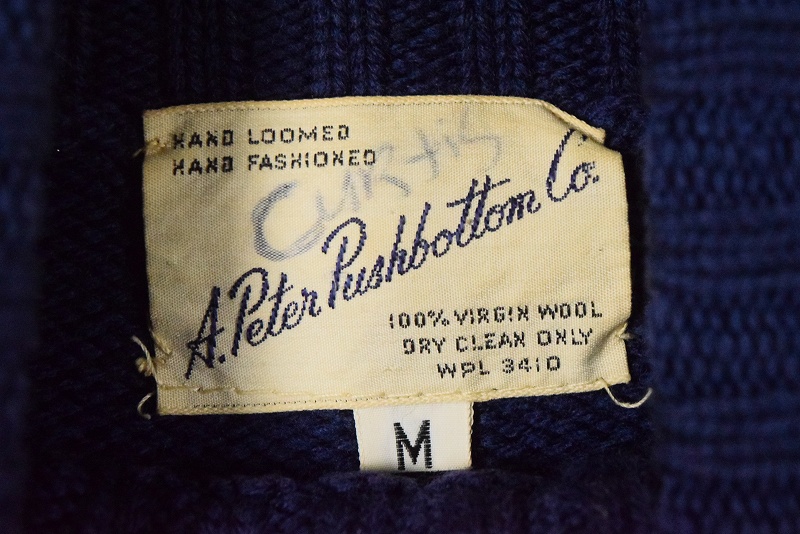 HAND LOOMED
HAND FASHIONED
Curtis
A. Peter Pushbottom Co.
100% VIRGIN WOOL
DRY CLEAN ONLY
WPL 3410
M